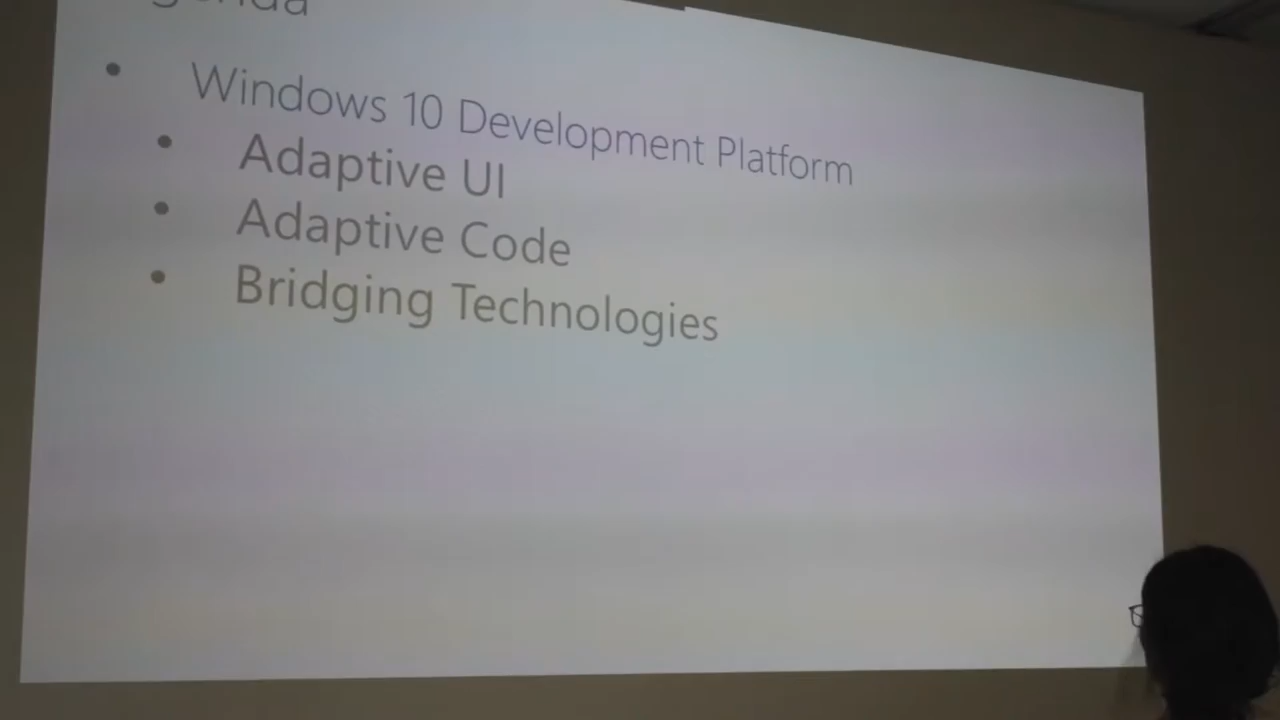 • Windows 10 Development Platform
• Adaptive UI
• Adaptive Code
• Bridging Technologies